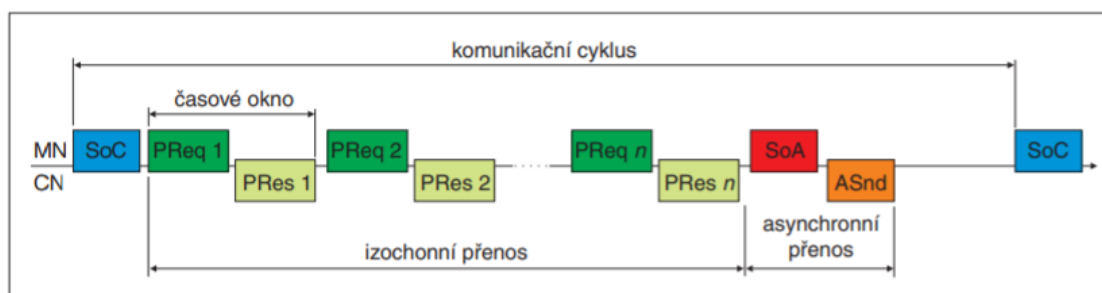 komunikační cyklus
časové okno
MN SoC PReq 1 PReq 2 PReq n SoA SoC
CN PRes 1 PRes 2 PRes n ASnd
izochonní přenos
asynchronní
přenos